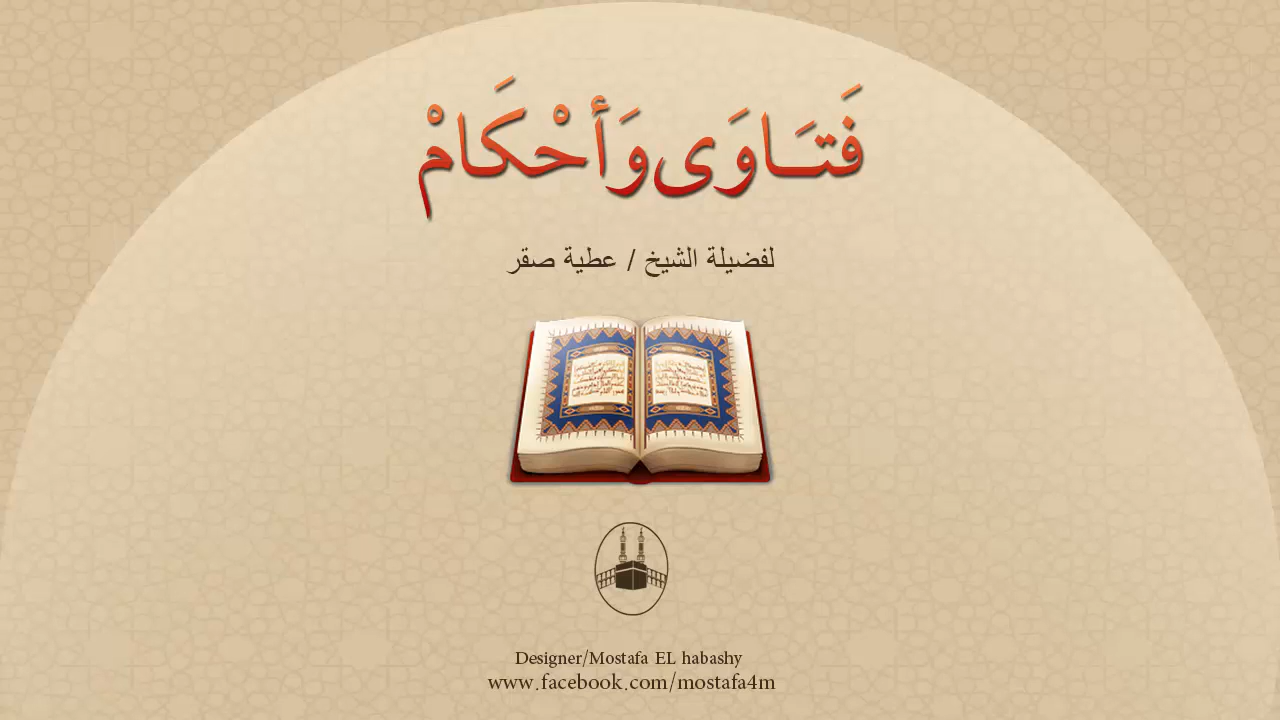 فَتَاوَى وَأَحْكَامْ
لفضيلة الشيخ / عطية صقر
Designer/Mostafa EL habashy
www.facebook.com/mostafa4m